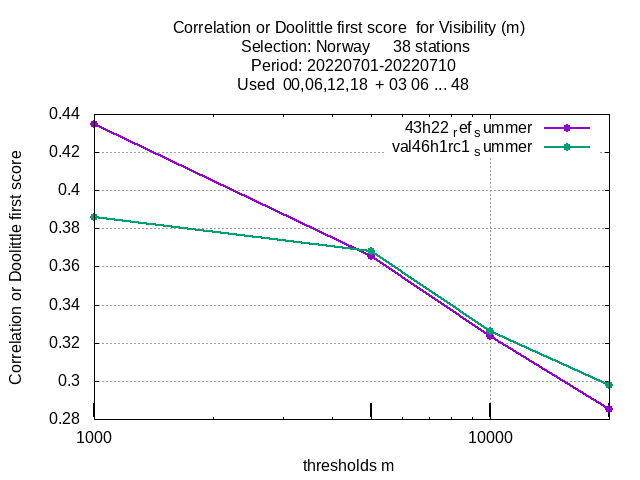 Correlation or Doolittle first score  for Visibility (m)
Selection: Norway     38 stations
Period: 20220701-20220710
Used  00,06,12,18  + 03 06 ... 48
0.44
43h22 ref summer
0.42
val46h1rc1 summer
0.4
0.38
0.36
0.34
0.32
0.3
0.28
Correlation or Doolittle first score
1000
10000
thresholds m